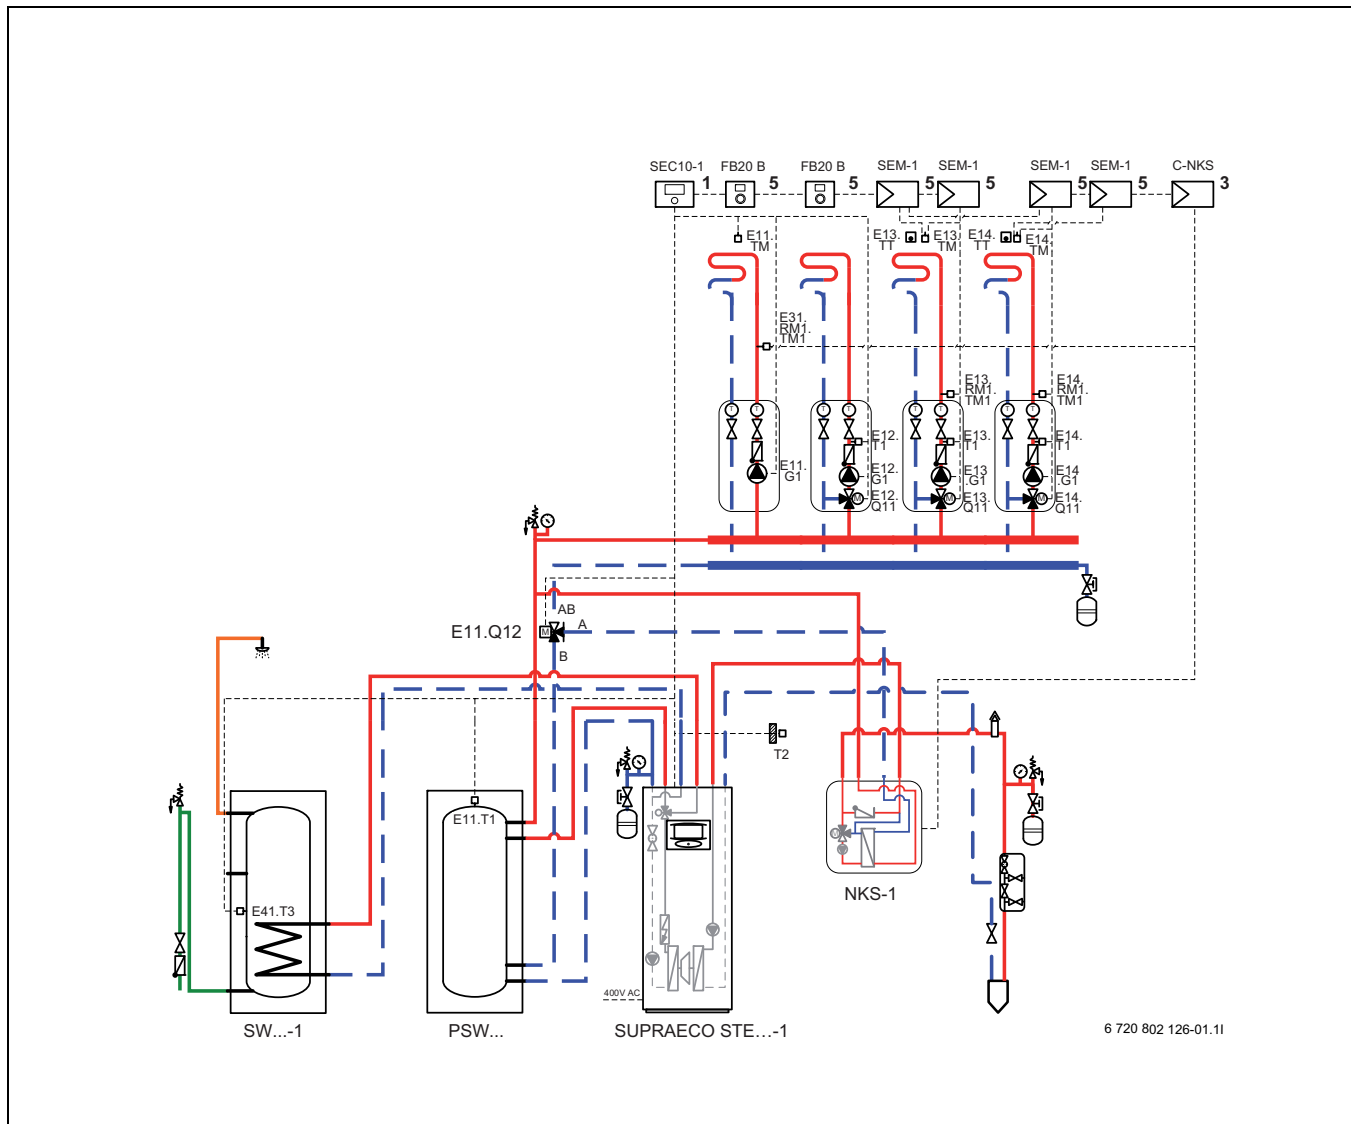 SEC10-1 FB20 B FB20 B SEM-1 SEM-1 SEM-1 SEM-1 C-NKS
1 5 5 5 5 5 5 3
E11.
TM
E13.
TT
E13.
TM
E14.
TT
E14.
TM
E31.
RM1.
TM1
E13.
RM1.
TM1
E14.
RM1.
TM1
T T T T T T T T
E12.
T1
E13.
T1
E14.
T1
E11.
G1
E12.
G1
E13
.G1
E14
.G1
M M M
E12.
Q11
E13.
Q11
E14.
Q11
AB
E11.Q12 M A
B
T2
E11.T1
M
NKS-1
E41.T3
400V AC
SW...-1 PSW... SUPRAECO STE...-1
6 720 802 126-01.1I